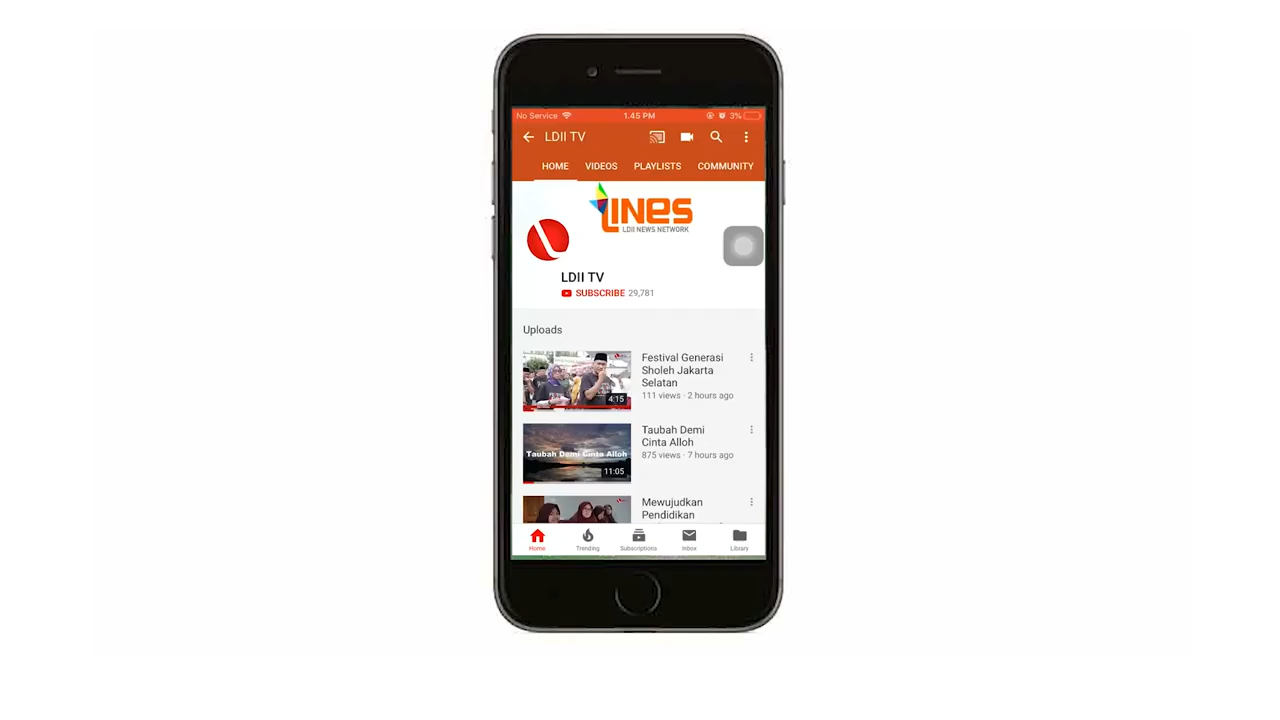 No Service
1.45 PM
3%
LDII TV
HOME VIDEOS PLAYLISTS COMMUNITY
LINES
LDII NEWS NETWORK
LDII TV
SUBSCRIBE 29,781
Uploads
4:15
Festival Generasi
Sholeh Jakarta
Selatan
111 views · 2 hours ago
Taubah Demi Cinta Alloh
11:05
Taubah Demi
Cinta Alloh
875 views · 7 hours ago
Mewujudkan
Pendidikan
Home Trending Subscriptions Inbox Library